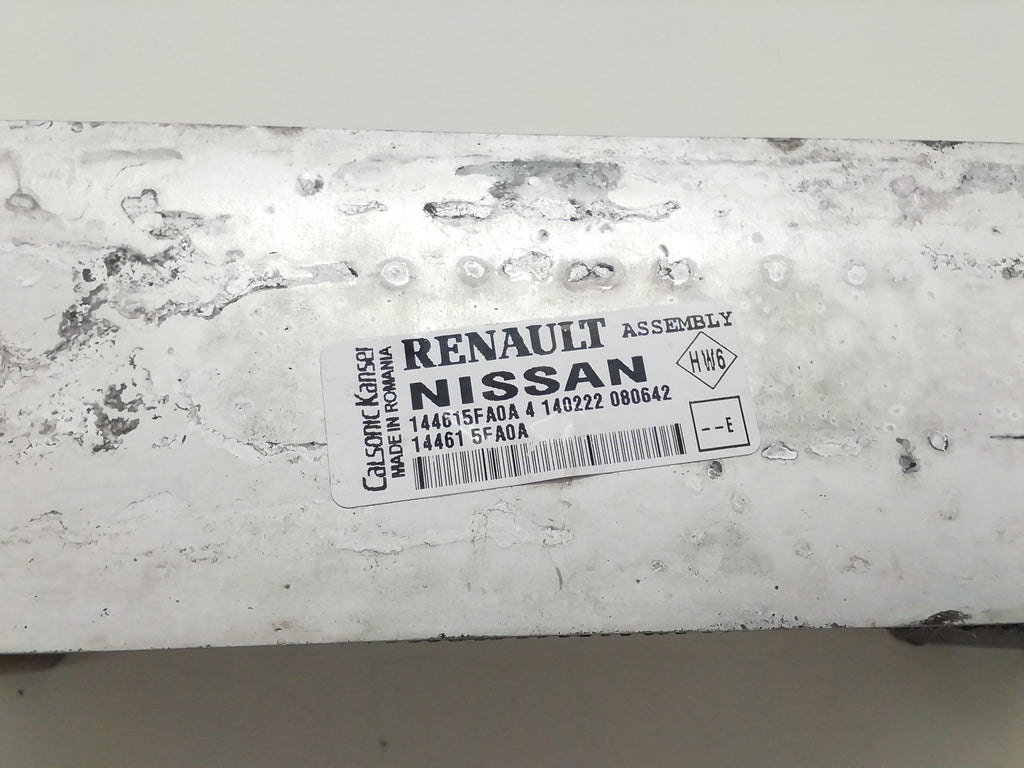 Calsonic Kansei
MADE IN ROMANIA
RENAULT ASSEMBLY
NISSAN
HW6
144615FA0A 4 140222 080642
14461 5FA0A
--E